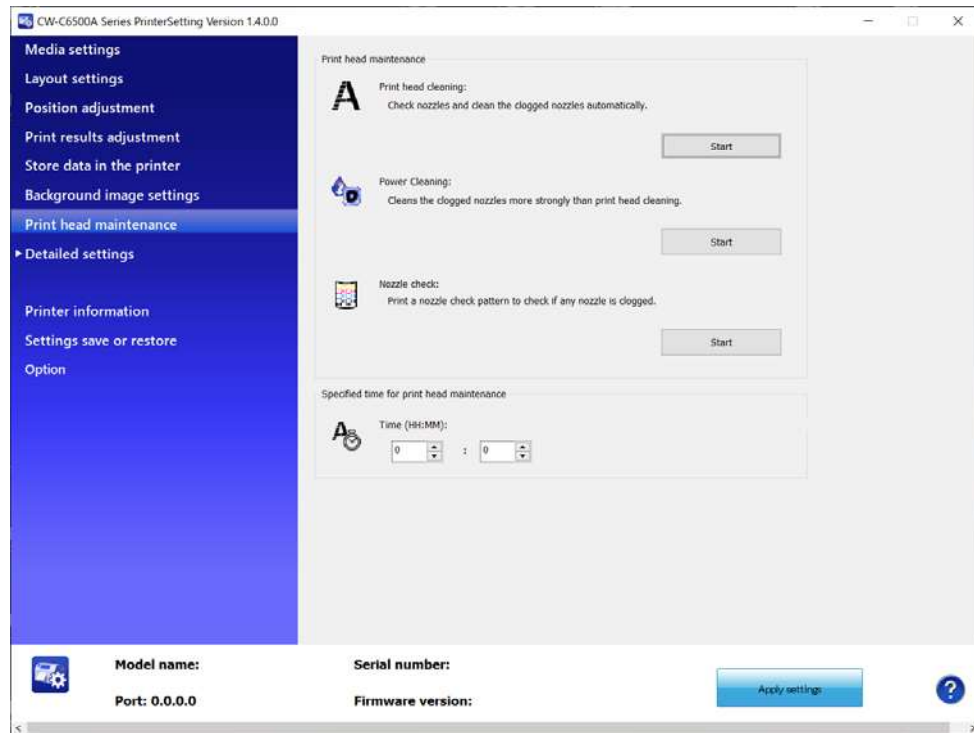 CW-C6500A Series PrinterSetting Version 1.4.0.0
Media settings
Layout settings
Position adjustment
Print results adjustment
Store data in the printer
Background image settings
Print head maintenance
Detailed settings
Printer information
Settings save or restore
Option
Print head maintenance
Print head cleaning:
Check nozzles and clean the clogged nozzles automatically.
Start
Power Cleaning:
Cleans the clogged nozzles more strongly than print head cleaning.
Start
Nozzle check:
Print a nozzle check pattern to check if any nozzle is clogged.
Start
Specified time for print head maintenance
Time (HH:MM):
0 : 0
Model name:
Serial number:
Port: 0.0.0.0
Firmware version:
Apply settings